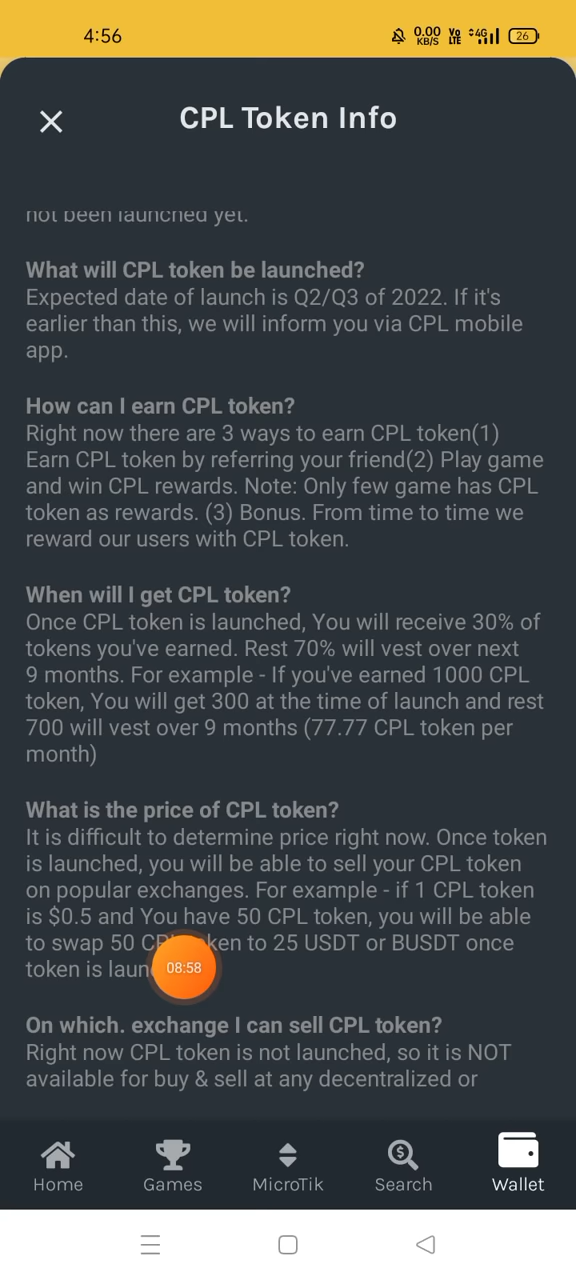 4:56
0.00 KB/S VO LTE 4G 26
CPL Token Info
not been launched yet.
What will CPL token be launched?
Expected date of launch is Q2/Q3 of 2022. If it's
earlier than this, we will inform you via CPL mobile
app.
How can I earn CPL token?
Right now there are 3 ways to earn CPL token(1)
Earn CPL token by referring your friend(2) Play game
and win CPL rewards. Note: Only few game has CPL
token as rewards. (3) Bonus. From time to time we
reward our users with CPL token.
When will I get CPL token?
Once CPL token is launched, You will receive 30% of
tokens you've earned. Rest 70% will vest over next
9 months. For example - If you've earned 1000 CPL
token, You will get 300 at the time of launch and rest
700 will vest over 9 months (77.77 CPL token per
month)
What is the price of CPL token?
It is difficult to determine price right now. Once token
is launched, you will be able to sell your CPL token
on popular exchanges. For example - if 1 CPL token
is $0.5 and You have 50 CPL token, you will be able
to swap 50 to 25 USDT or BUSDT once
token is
08:58
On which. exchange I can sell CPL token?
Right now CPL token is not launched, so it is NOT
available for buy & sell at any decentralized or
Home Games MicroTik Search Wallet